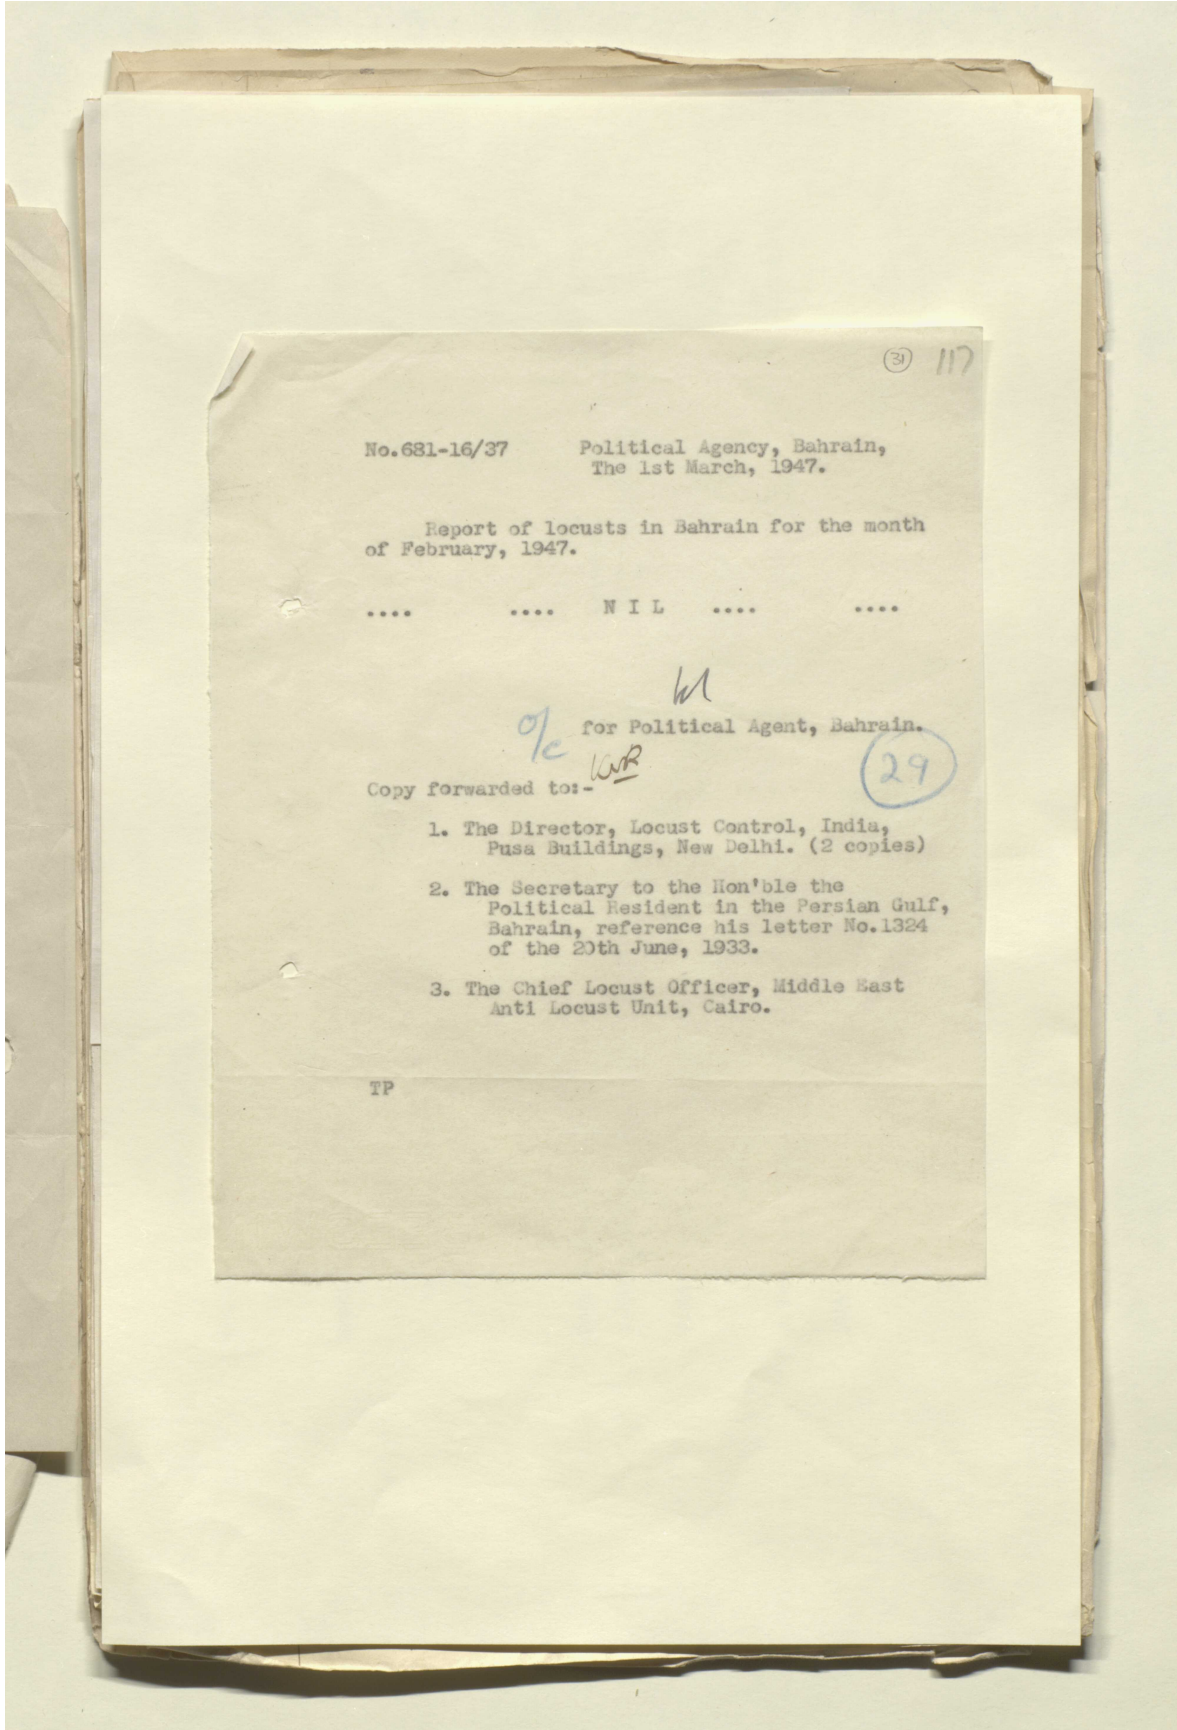 31 117
No.681-16/37 Political Agency, Bahrain,
The 1st March, 1947.
Report of locusts in Bahrain for the month
of February, 1947.
.... .... N I L .... ....
for Political Agent, Bahrain.
o/c
29
Copy forwarded to:-
1. The Director, Locust Control, India,
Pusa Buildings, New Delhi. (2 copies)
2. The Secretary to the Hon'ble the
Political Resident in the Persian Gulf,
Bahrain, reference his letter No.1324
of the 20th June, 1933.
3. The Chief Locust Officer, Middle East
Anti Locust Unit, Cairo.
TP